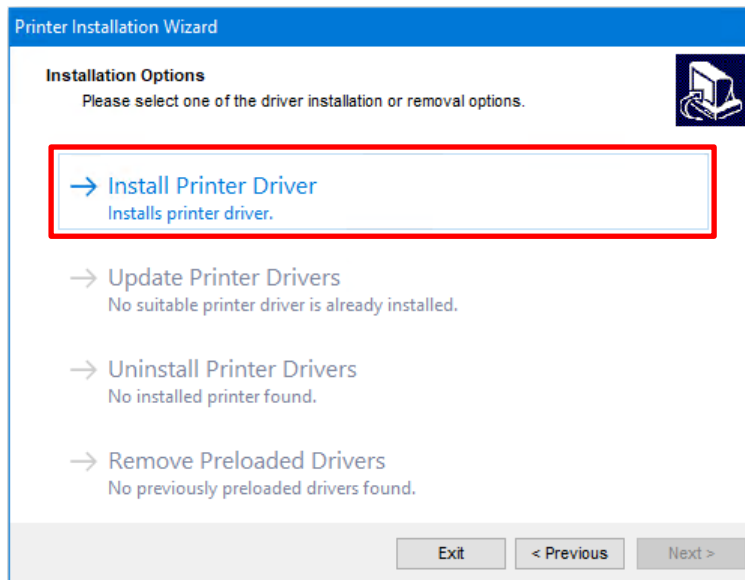 Printer Installation Wizard
Installation Options
Please select one of the driver installation or removal options.
Install Printer Driver
Installs printer driver.
Update Printer Drivers
No suitable printer driver is already installed.
Uninstall Printer Drivers
No installed printer found.
Remove Preloaded Drivers
No previously preloaded drivers found.
Exit
< Previous
Next >